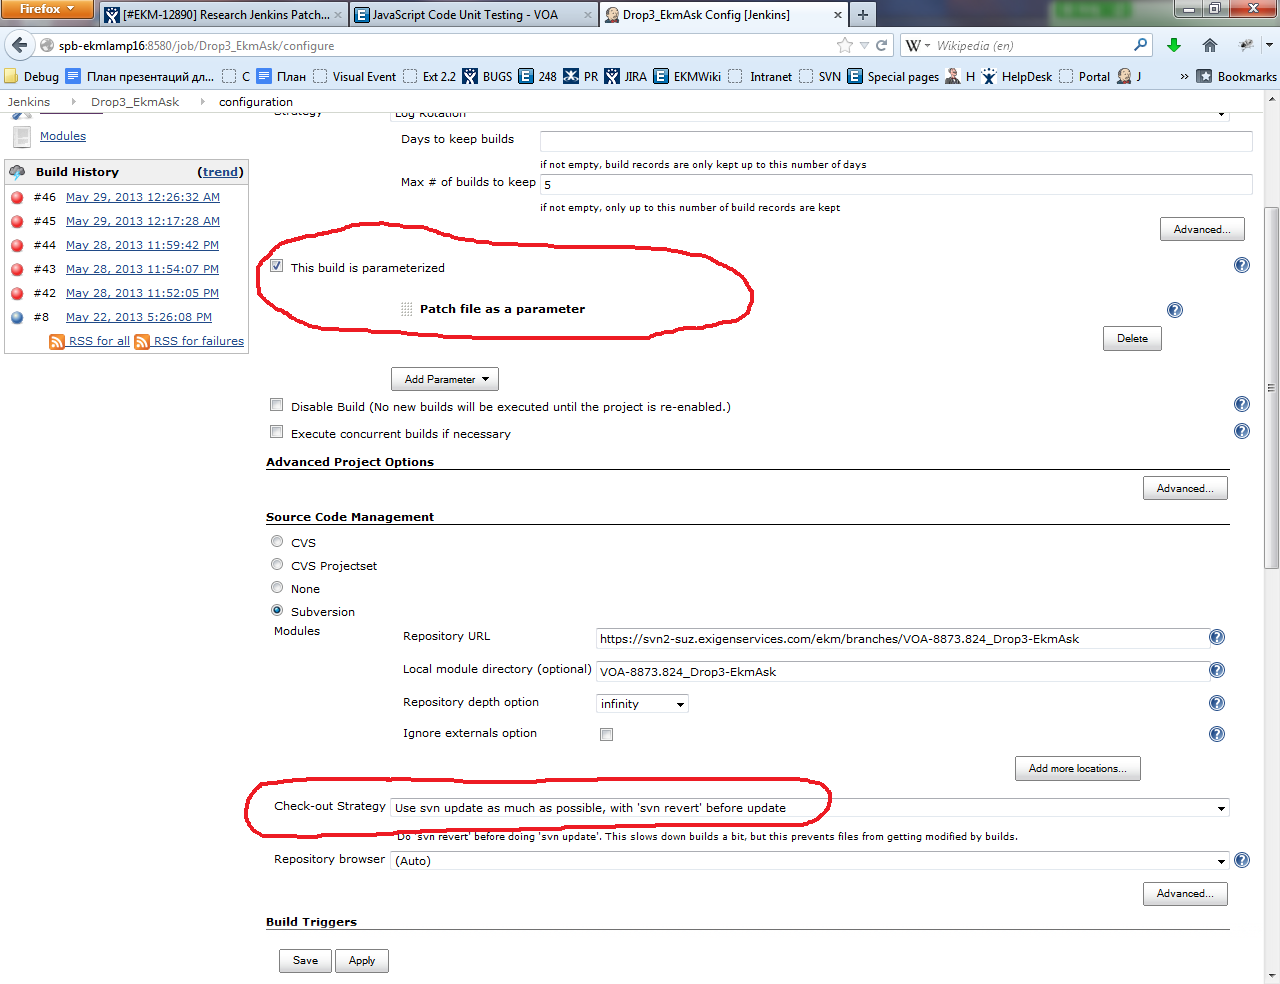 Firefox
[#EKM-12890] Research Jenkins Patch...
JavaScript Code Unit Testing - VOA
Drop3_EkmAsk Config [Jenkins]
spb-ekmlamp16:8580/job/Drop3_EkmAsk/configure
Wikipedia (en)
Debug План презентаций дл... C План Visual Event Ext 2.2 BUGS 248 PR JIRA EKMWiki Intranet SVN Special pages H HelpDesk Portal J » Bookmarks
Jenkins Drop3_EkmAsk configuration
Strategy Log Rotation
Modules
Days to keep builds
if not empty, build records are only kept up to this number of days
Max # of builds to keep 5
if not empty, only up to this number of build records are kept
Advanced...
Build History (trend)
#46 May 29, 2013 12:26:32 AM
#45 May 29, 2013 12:17:28 AM
#44 May 28, 2013 11:59:42 PM
#43 May 28, 2013 11:54:07 PM
#42 May 28, 2013 11:52:05 PM
#8 May 22, 2013 5:26:08 PM
RSS for all RSS for failures
This build is parameterized
Patch file as a parameter
Delete
Add Parameter
Disable Build (No new builds will be executed until the project is re-enabled.)
Execute concurrent builds if necessary
Advanced Project Options
Advanced...
Source Code Management
CVS
CVS Projectset
None
Subversion
Modules
Repository URL https://svn2-suz.exigenservices.com/ekm/branches/VOA-8873.824_Drop3-EkmAsk
Local module directory (optional) VOA-8873.824_Drop3-EkmAsk
Repository depth option infinity
Ignore externals option
Add more locations...
Check-out Strategy Use svn update as much as possible, with 'svn revert' before update
Do 'svn revert' before doing 'svn update'. This slows down builds a bit, but this prevents files from getting modified by builds.
Repository browser (Auto)
Advanced...
Build Triggers
Save Apply